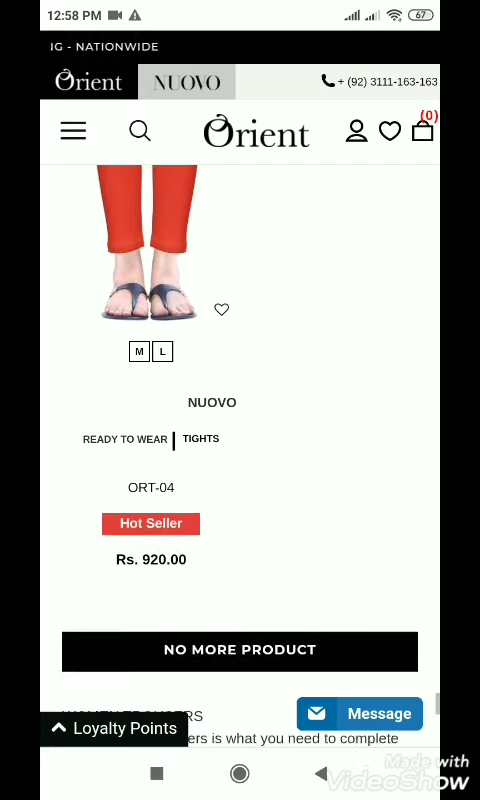 12:58 PM
67
IG - NATIONWIDE
Orient
NUOVO
+ (92) 3111-163-163
Orient
(0)
M
L
NUOVO
READY TO WEAR
TIGHTS
ORT-04
Hot Seller
Rs. 920.00
NO MORE PRODUCT
Message
Loyalty Points
is what you need to complete
Made with
VideoShow